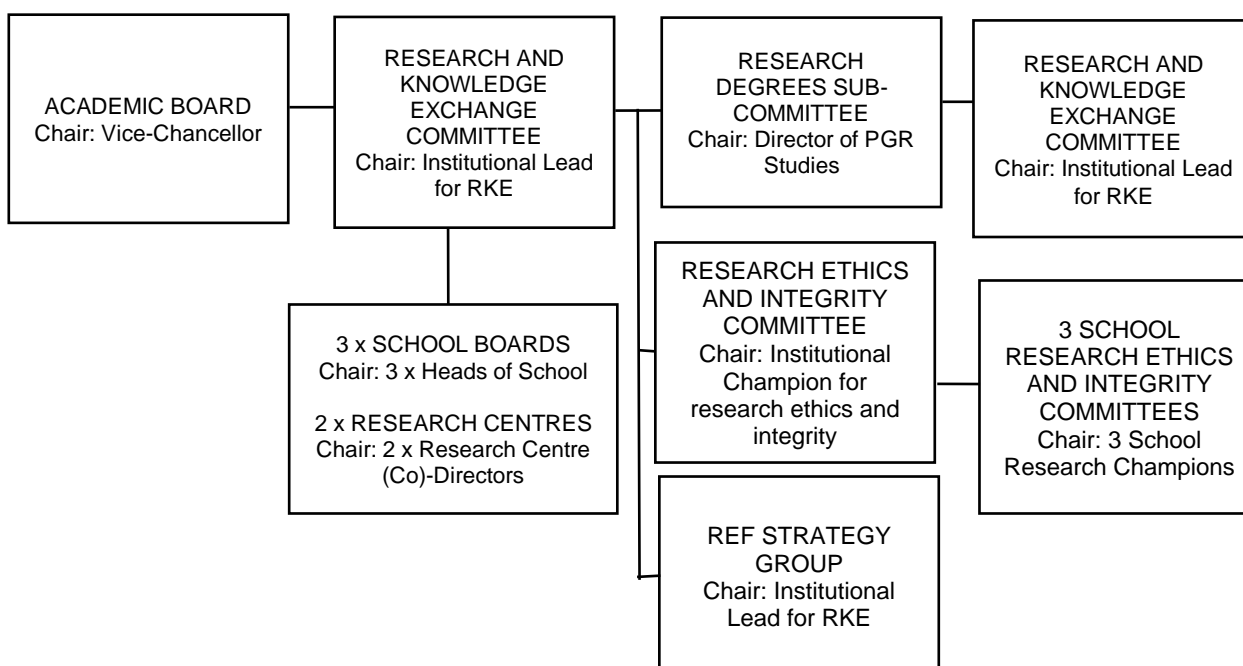 ACADEMIC BOARD
Chair: Vice-Chancellor
RESEARCH AND
KNOWLEDGE
EXCHANGE
COMMITTEE
Chair: Institutional Lead
for RKE
RESEARCH
DEGREES SUB-
COMMITTEE
Chair: Director of PGR
Studies
RESEARCH AND
KNOWLEDGE
EXCHANGE
COMMITTEE
Chair: Institutional Lead
for RKE
3 x SCHOOL BOARDS
Chair: 3 x Heads of School
2 x RESEARCH CENTRES
Chair: 2 x Research Centre
(Co)-Directors
RESEARCH ETHICS
AND INTEGRITY
COMMITTEE
Chair: Institutional
Champion for
research ethics and
integrity
3 SCHOOL
RESEARCH ETHICS
AND INTEGRITY
COMMITTEES
Chair: 3 School
Research Champions
REF STRATEGY
GROUP
Chair: Institutional
Lead for RKE